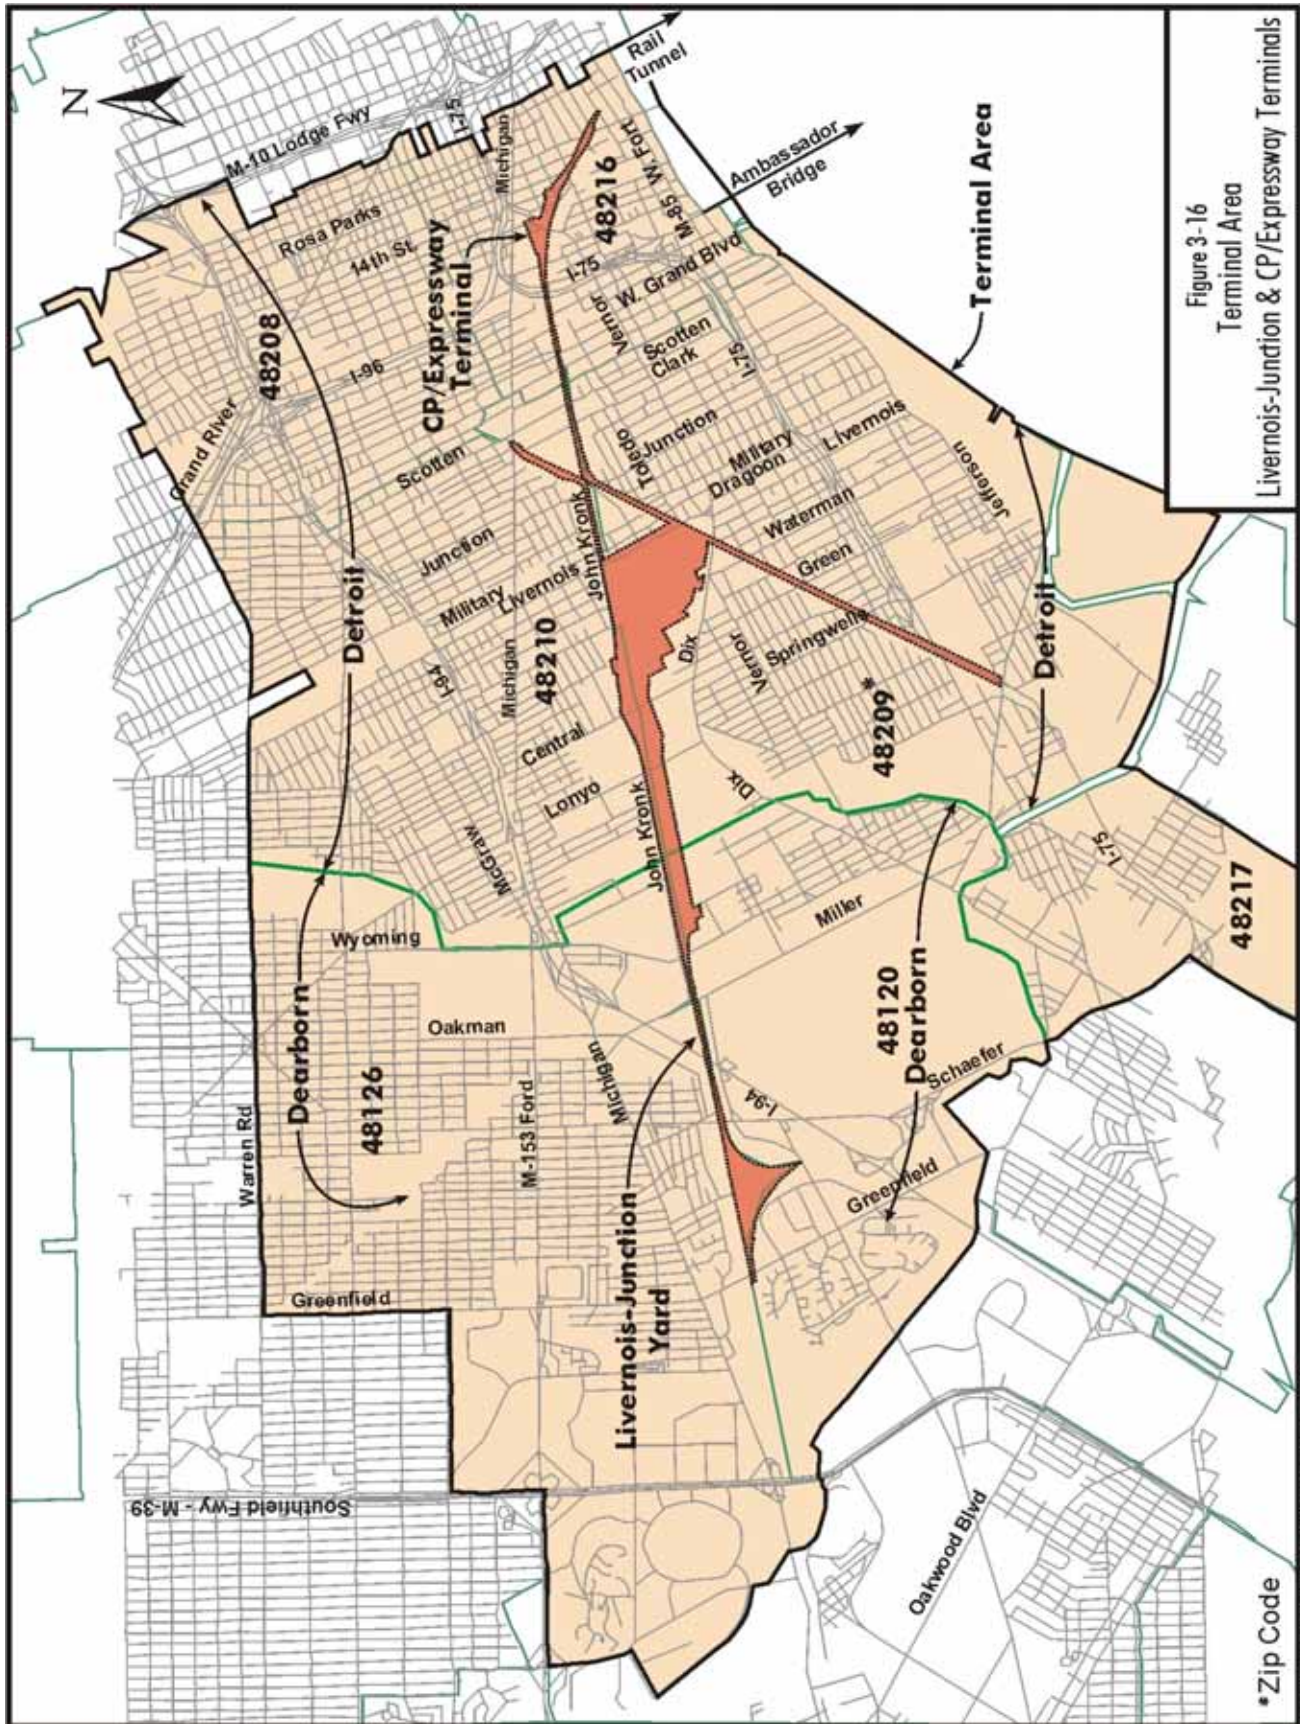 N
Warren Rd
Southfield Fwy - M-39
Greenfield
Dearborn
48126
Wyoming
Oakman
M-153 Ford
Michigan
Detroit
48208
Grand River
M-10 Lodge Fwy
I-75
Rosa Parks
14th St.
I-96
Michigan
Rail
Tunnel
CP/Expressway
Terminal
Scotten
Junction
Military
Livernois
I-94
Michigan
48210
McGraw
Central
Lonyo
John Kronk
John Kronk
48216
W. Fort
M-85
Ambassador
Bridge
I-75
W. Grand Blvd
Vernor
Scotten
Clark
I-75
Toledo
Junction
Military
Dragoon
Livernois
Waterman
Green
Jefferson
Springwells
Vernor
Dix
Dix
48209*
Terminal Area
Detroit
Livernois-Junction
Yard
I-94
Miller
48120
Dearborn
Schaefer
Greenfield
I-75
48217
Oakwood Blvd
*Zip Code
Figure 3-16
Terminal Area
Livernois-Jundion & CP/Expressway Terminals